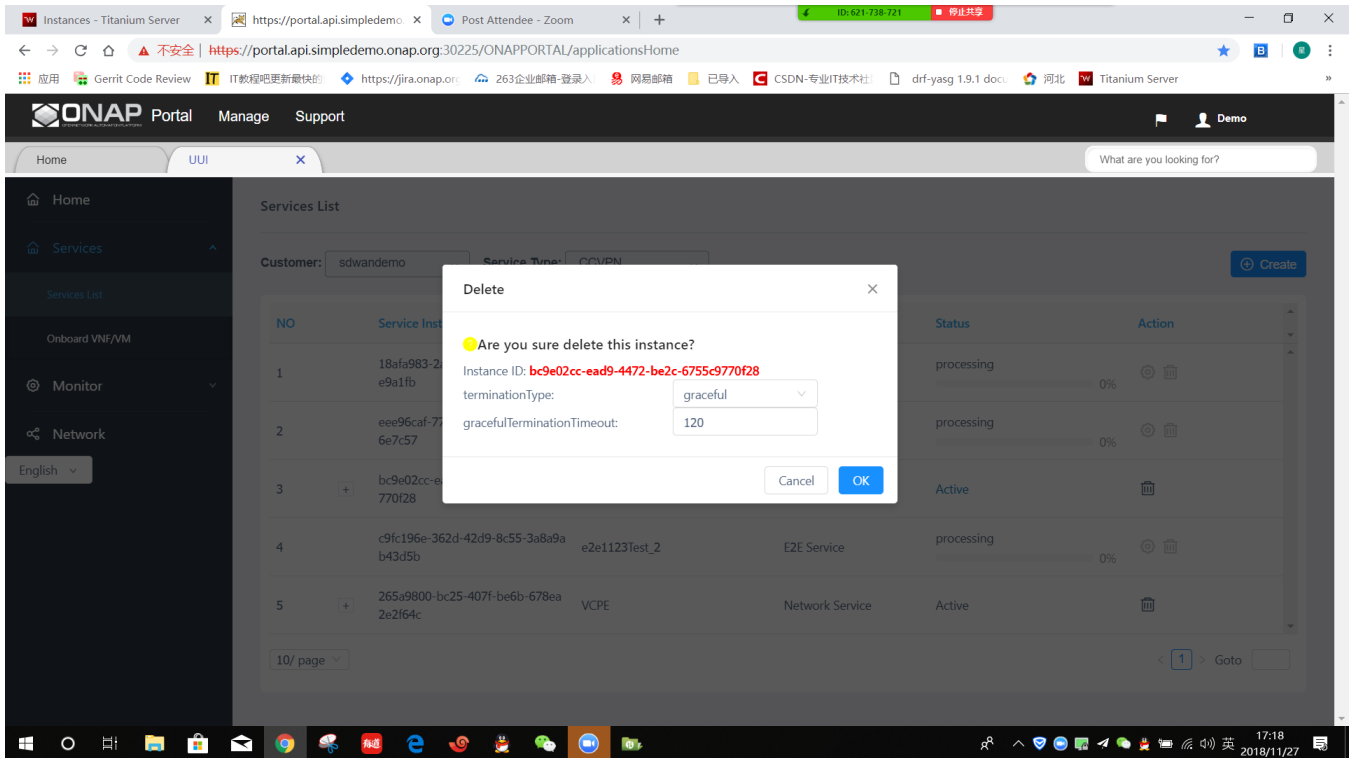 Instances - Titanium Server
https://portal.api.simpledemo.
Post Attendee - Zoom
ID: 621-738-721
停止共享
不安全 | https://portal.api.simpledemo.onap.org:30225/ONAPPORTAL/applicationsHome
应用
Gerrit Code Review
IT教程吧更新最快的
https://jira.onap.org
263企业邮箱-登录入
网易邮箱
已导入
CSDN-专业IT技术社
drf-yasg 1.9.1 docu
河北
Titanium Server
»
ONAP Portal
Manage
Support
Demo
Home
UUI
What are you looking for?
Home
Services
Services List
Onboard VNF/VM
Monitor
Network
English
Services List
Customer: sdwandemo
Service Type: CCVPN
Create
NO
Service Inst
Status
Action
1
18afa983-2
e9a1fb
processing
0%
2
eee96caf-77
6e7c57
processing
0%
3
bc9e02cc-e
770f28
Active
4
c9fc196e-362d-42d9-8c55-3a8a9a
b43d5b
e2e1123Test_2
E2E Service
processing
0%
5
265a9800-bc25-407f-be6b-678ea
2e2f64c
VCPE
Network Service
Active
10/ page
1
Goto
Delete
Are you sure delete this instance?
Instance ID: bc9e02cc-ead9-4472-be2c-6755c9770f28
terminationType: graceful
gracefulTerminationTimeout: 120
Cancel
OK
有道
英
17:18
2018/11/27